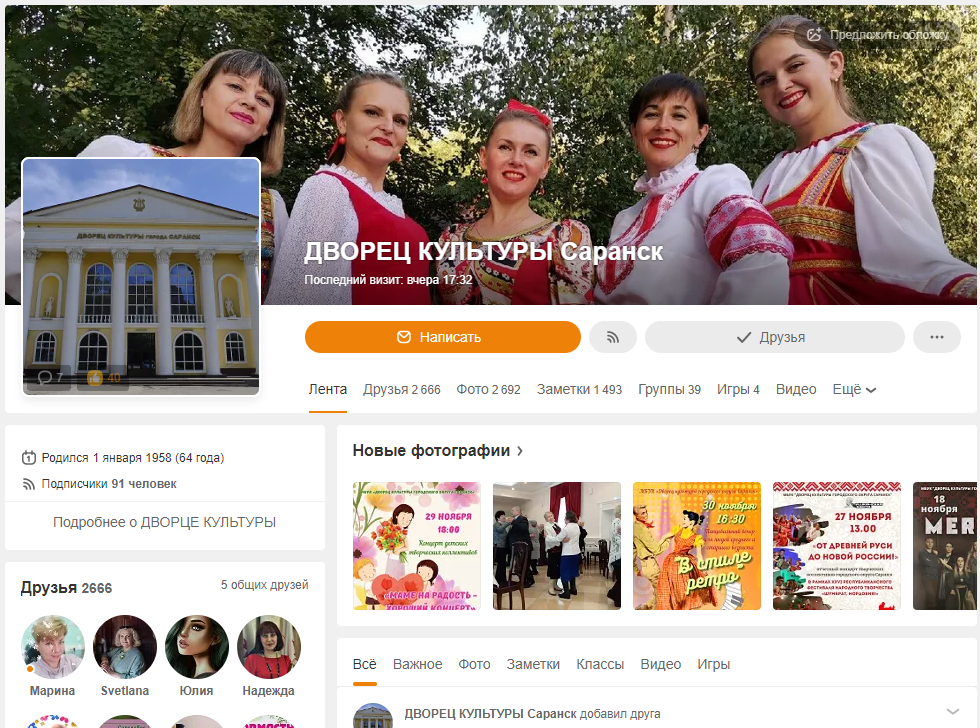 Предложить обложку
ДВОРЕЦ КУЛЬТУРЫ ГОРОДА САРАНСК
ДВОРЕЦ КУЛЬТУРЫ Саранск
Последний визит: вчера 17:32
7 40
Написать
Друзья
Лента Друзья 2 666 Фото 2 692 Заметки 1 493 Группы 39 Игры 4 Видео Ещё
Родился 1 января 1958 (64 года)
Подписчики 91 человек
Подробнее о ДВОРЦЕ КУЛЬТУРЫ
Новые фотографии
29 НОЯБРЯ
18:00
Концерт детских
творческих коллективов
«МАМЕ НА РАДОСТЬ -
ХОРОШИЙ КОНЦЕРТ»
30 ноября
16:30
В стиле
ретро
27 НОЯБРЯ
13.00
«ОТ ДРЕВНЕЙ РУСИ
ДО НОВОЙ РОССИИ!»
18
ноября
MER
Друзья 2666
5 общих друзей
Марина Svetlana Юлия Надежда
Всё Важное Фото Заметки Классы Видео Игры
ДВОРЕЦ КУЛЬТУРЫ Саранск добавил друга